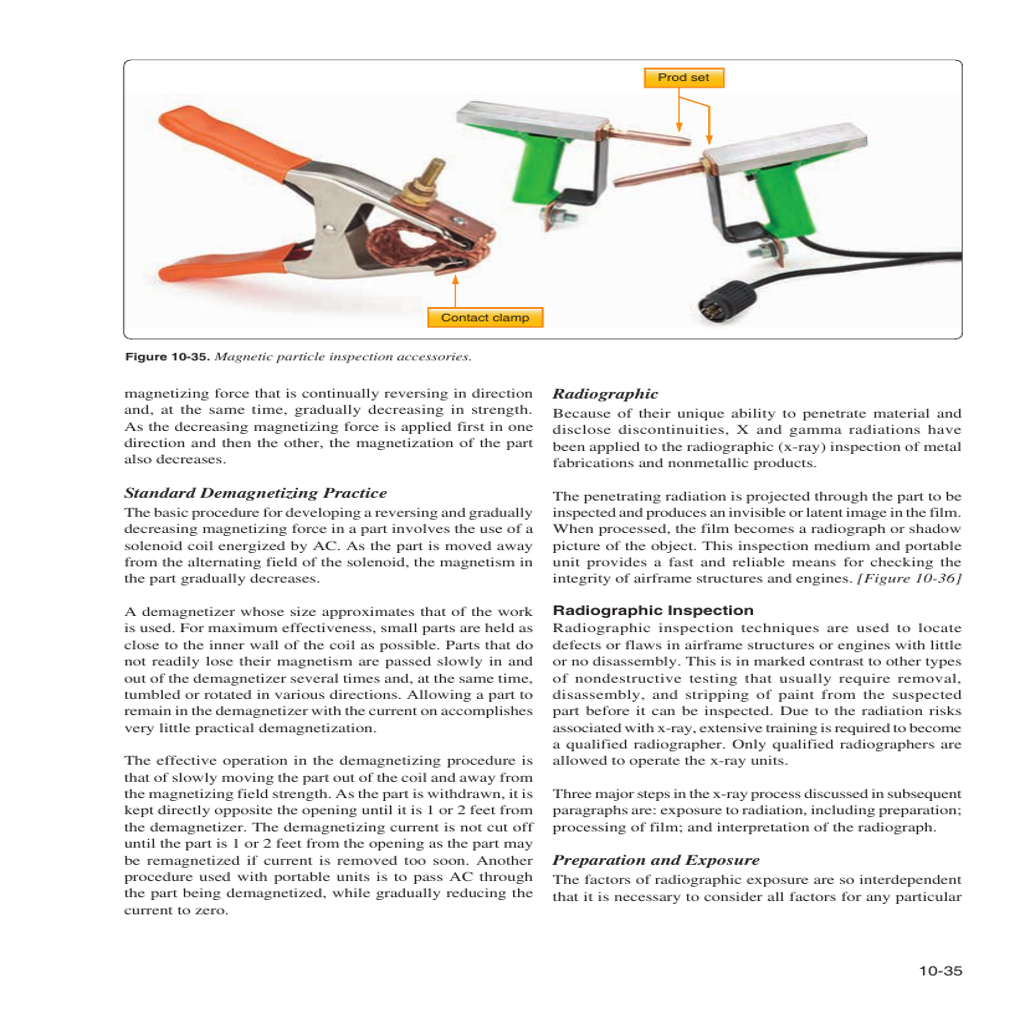 Prod set
Contact clamp
Figure 10-35. Magnetic particle inspection accessories.
magnetizing force that is continually reversing in direction
and, at the same time, gradually decreasing in strength.
As the decreasing magnetizing force is applied first in one
direction and then the other, the magnetization of the part
also decreases.
Standard Demagnetizing Practice
The basic procedure for developing a reversing and gradually
decreasing magnetizing force in a part involves the use of a
solenoid coil energized by AC. As the part is moved away
from the alternating field of the solenoid, the magnetism in
the part gradually decreases.
A demagnetizer whose size approximates that of the work
is used. For maximum effectiveness, small parts are held as
close to the inner wall of the coil as possible. Parts that do
not readily lose their magnetism are passed slowly in and
out of the demagnetizer several times and, at the same time,
tumbled or rotated in various directions. Allowing a part to
remain in the demagnetizer with the current on accomplishes
very little practical demagnetization.
The effective operation in the demagnetizing procedure is
that of slowly moving the part out of the coil and away from
the magnetizing field strength. As the part is withdrawn, it is
kept directly opposite the opening until it is 1 or 2 feet from
the demagnetizer. The demagnetizing current is not cut off
until the part is 1 or 2 feet from the opening as the part may
be remagnetized if current is removed too soon. Another
procedure used with portable units is to pass AC through
the part being demagnetized, while gradually reducing the
current to zero.
Radiographic
Because of their unique ability to penetrate material and
disclose discontinuities, X and gamma radiations have
been applied to the radiographic (x-ray) inspection of metal
fabrications and nonmetallic products.
The penetrating radiation is projected through the part to be
inspected and produces an invisible or latent image in the film.
When processed, the film becomes a radiograph or shadow
picture of the object. This inspection medium and portable
unit provides a fast and reliable means for checking the
integrity of airframe structures and engines. [Figure 10-36]
Radiographic Inspection
Radiographic inspection techniques are used to locate
defects or flaws in airframe structures or engines with little
or no disassembly. This is in marked contrast to other types
of nondestructive testing that usually require removal,
disassembly, and stripping of paint from the suspected
part before it can be inspected. Due to the radiation risks
associated with x-ray, extensive training is required to become
a qualified radiographer. Only qualified radiographers are
allowed to operate the x-ray units.
Three major steps in the x-ray process discussed in subsequent
paragraphs are: exposure to radiation, including preparation;
processing of film; and interpretation of the radiograph.
Preparation and Exposure
The factors of radiographic exposure are so interdependent
that it is necessary to consider all factors for any particular
10-35